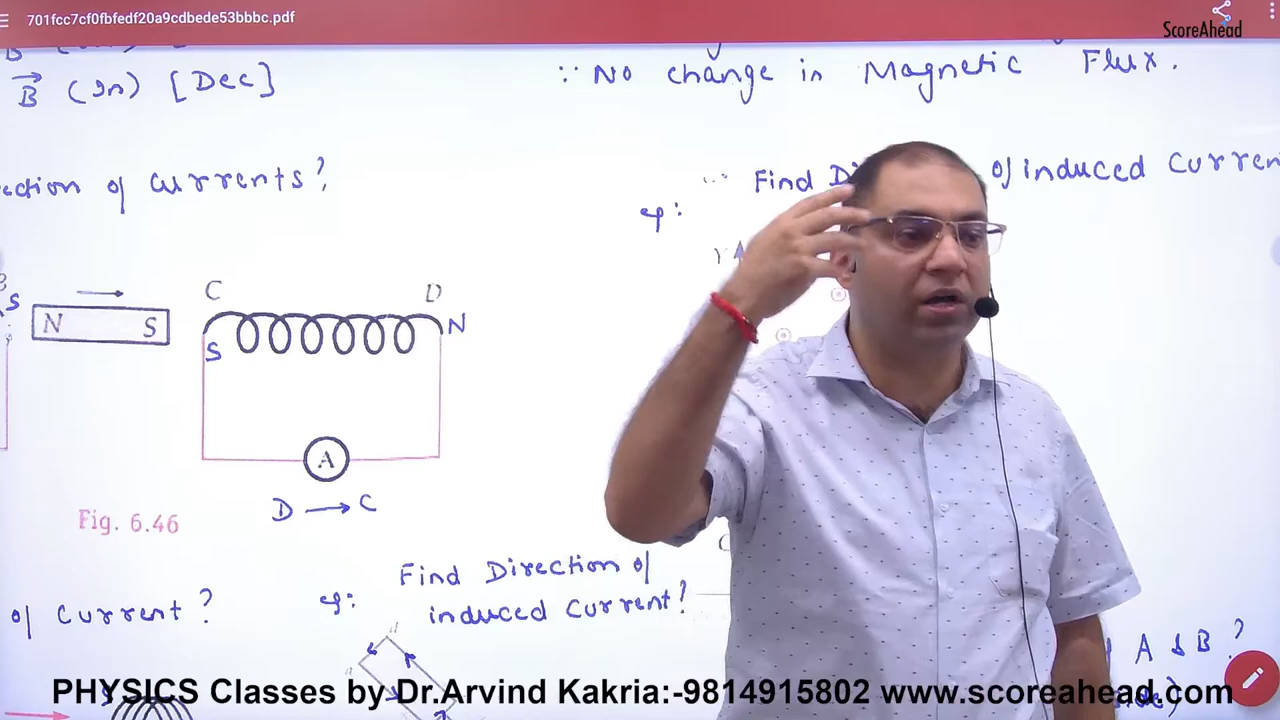 701fcc7cf0fbfedf20a9cdbede53bbbc.pdf
ScoreAhead
B (In) [Dec]
∵ No change in Magnetic Flux.
ection of currents?
Find Di of induced Curren
eg:
C D
S N S S N
A
D → C
Fig. 6.46
eg: Find Direction of
induced Current?
of Current?
d
a
A & B ?
PHYSICS Classes by Dr.Arvind Kakria:-9814915802 www.scoreahead.com